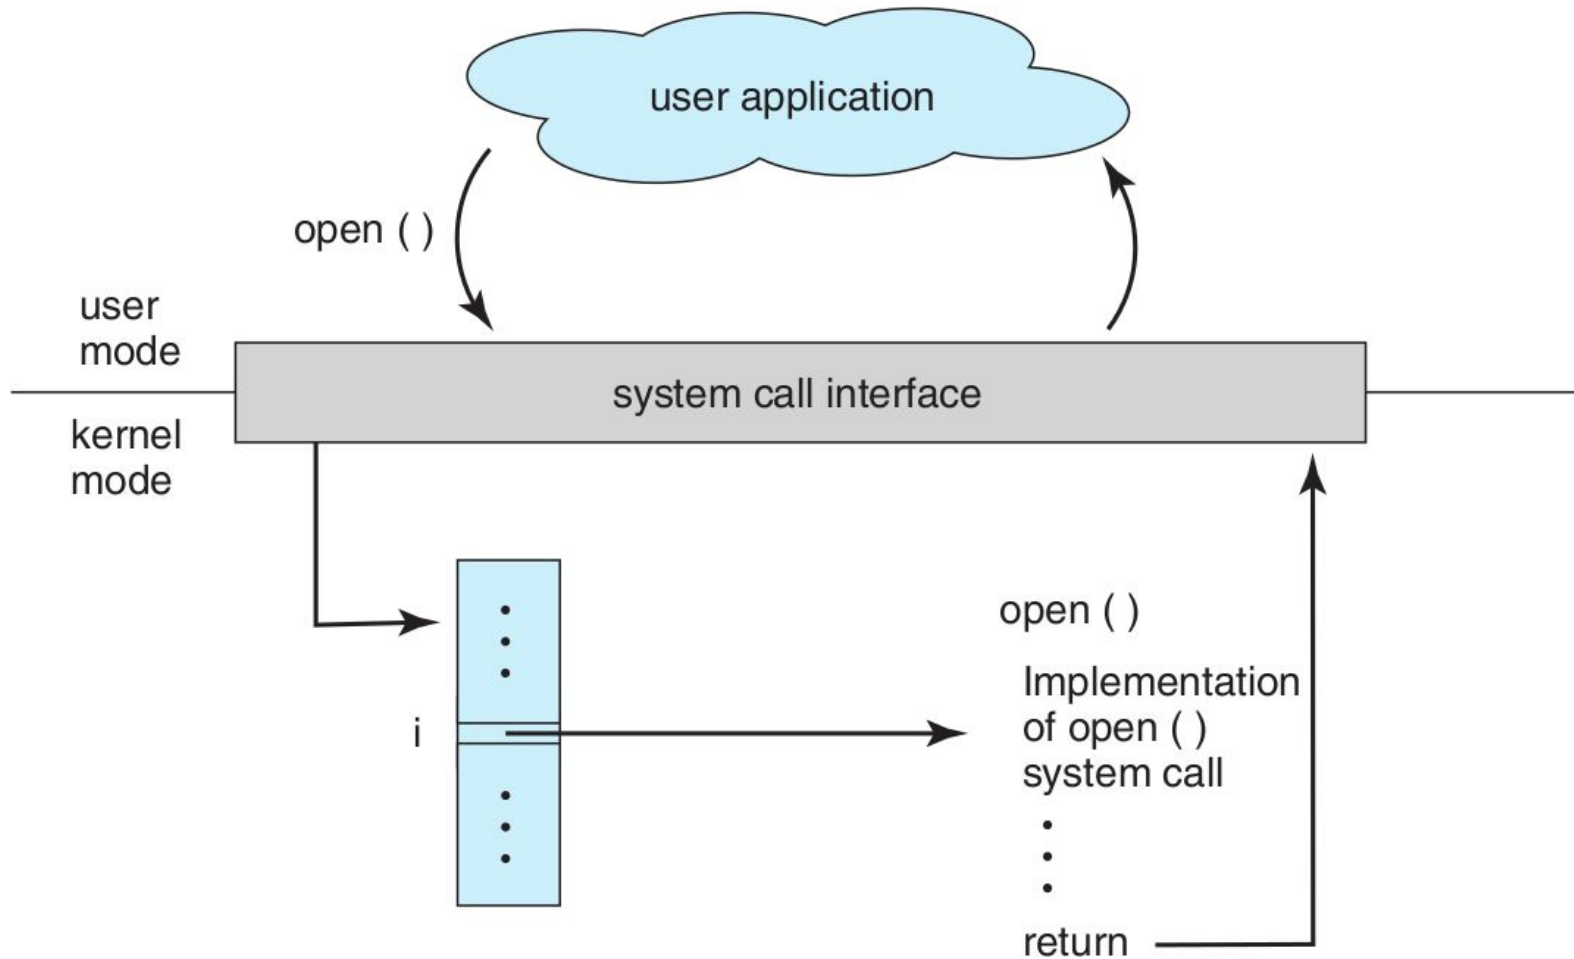 user application
open ( )
user
mode
system call interface
kernel
mode
open ( )
Implementation
of open ( )
system call
i
return